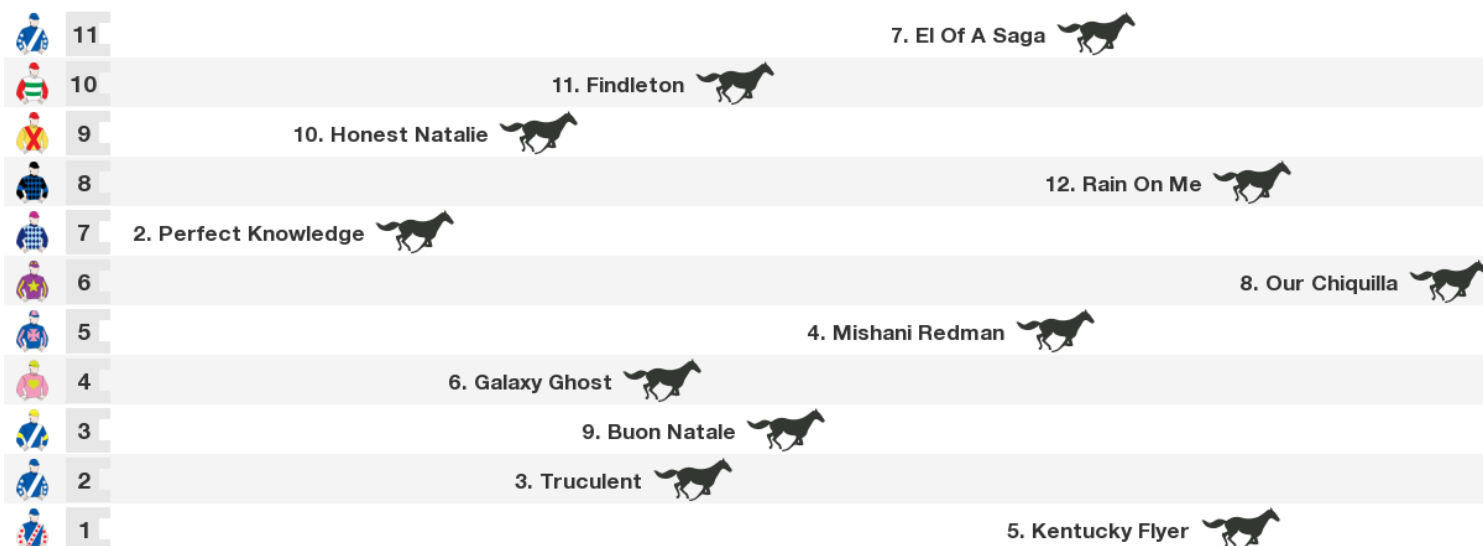 11 7. El Of A Saga
10 11. Findleton
9 10. Honest Natalie
8 12. Rain On Me
7 2. Perfect Knowledge
6 8. Our Chiquilla
5 4. Mishani Redman
4 6. Galaxy Ghost
3 9. Buon Natale
2 3. Truculent
1 5. Kentucky Flyer